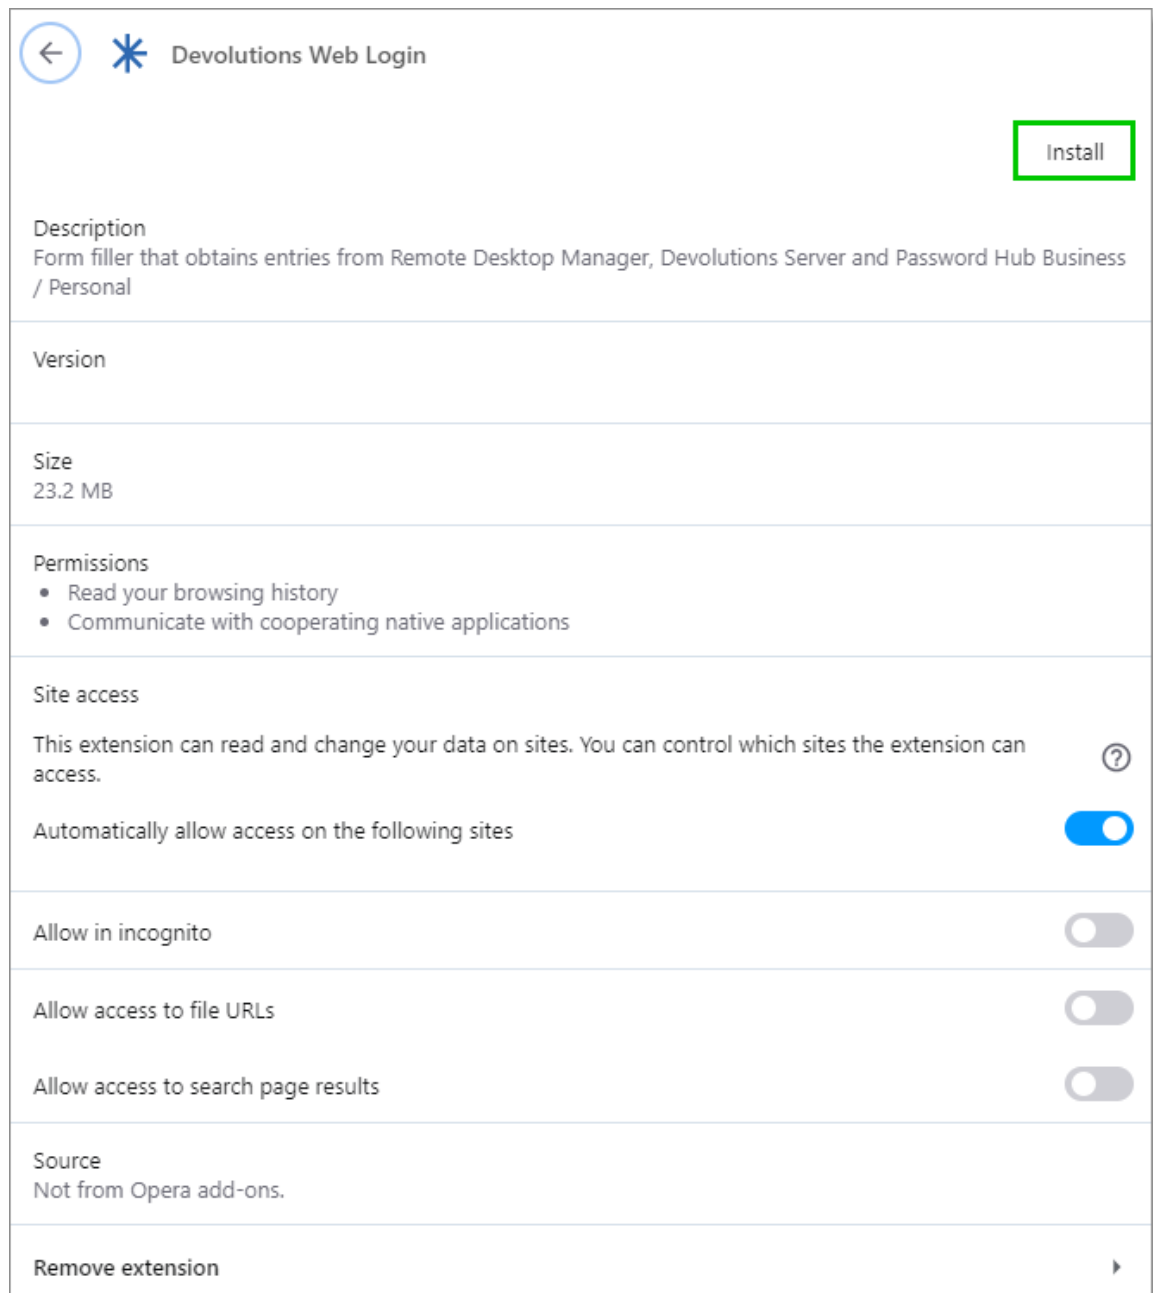 Devolutions Web Login
Install
Description
Form filler that obtains entries from Remote Desktop Manager, Devolutions Server and Password Hub Business
/ Personal
Version
Size
23.2 MB
Permissions
Read your browsing history
Communicate with cooperating native applications
Site access
This extension can read and change your data on sites. You can control which sites the extension can
access.
Automatically allow access on the following sites
Allow in incognito
Allow access to file URLs
Allow access to search page results
Source
Not from Opera add-ons.
Remove extension